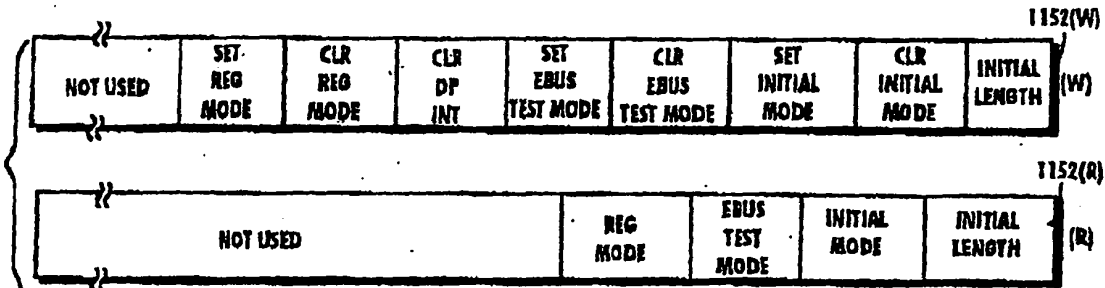 1152(W)
NOT USED
SET
REG
MODE
CLR
REG
MODE
CLR
DP
INT
SET
EBUS
TEST MODE
CLR
EBUS
TEST MODE
SET
INITIAL
MODE
CLR
INITIAL
MODE
INITIAL
LENGTH
(W)
1152(R)
NOT USED
REG
MODE
EBUS
TEST
MODE
INITIAL
MODE
INITIAL
LENGTH
(R)